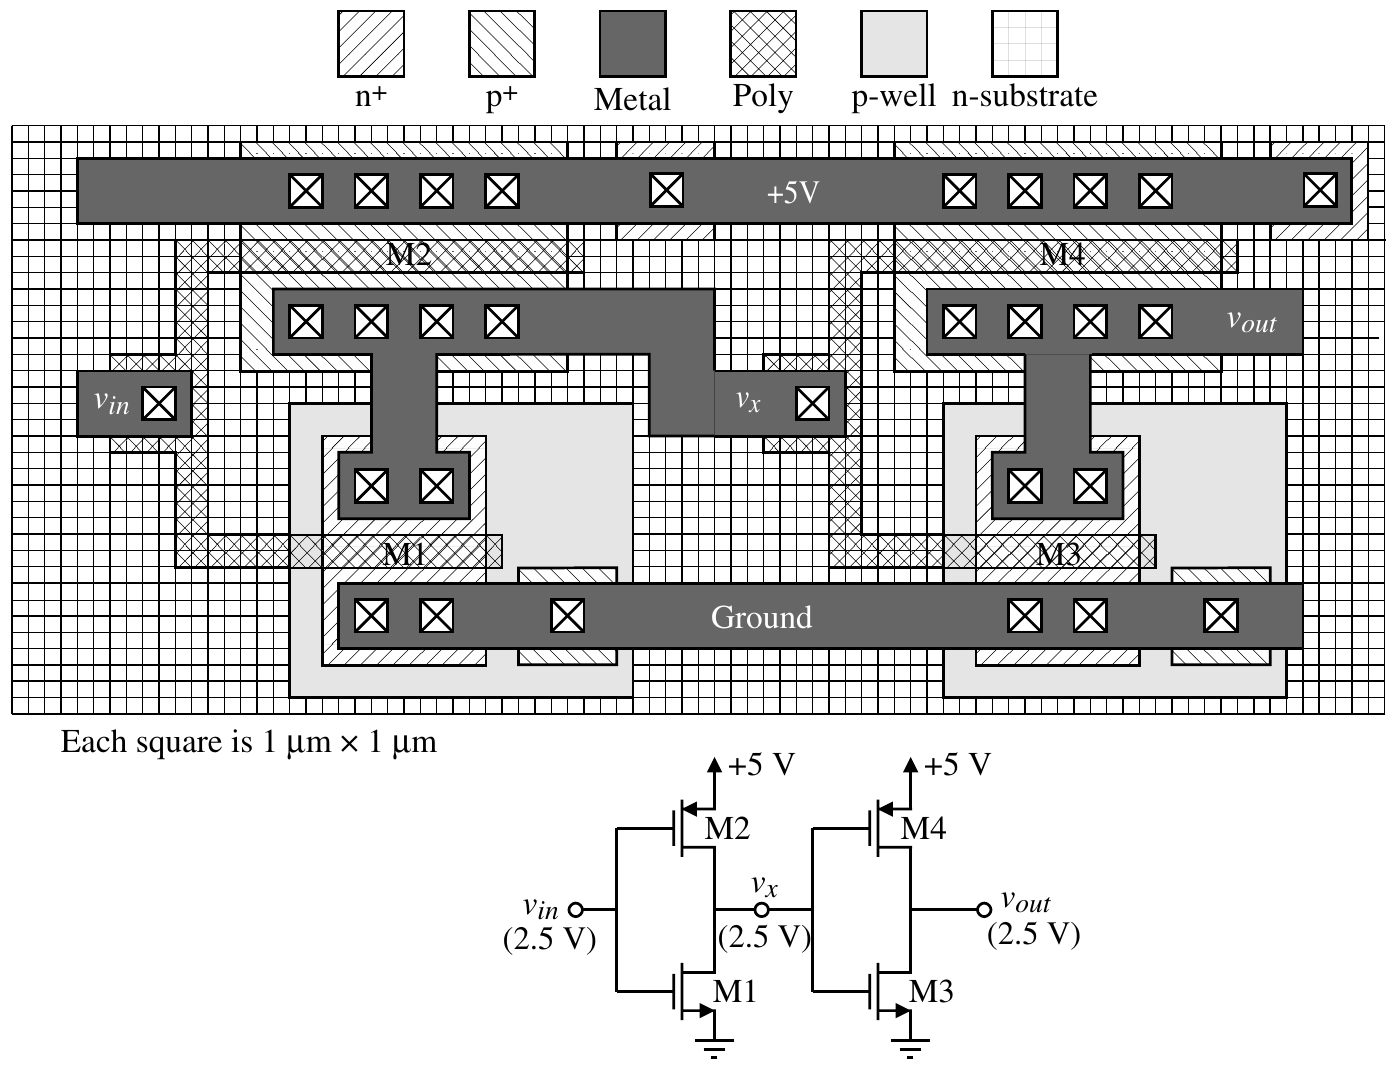 n+ p+ Metal Poly p-well n-substrate
+5V
M2 M4
vout
vin vx
M1 M3
Ground
Each square is 1 μm × 1 μm
+5 V +5 V
M2 M4
vx
vin vout
(2.5 V) (2.5 V) (2.5 V)
M1 M3